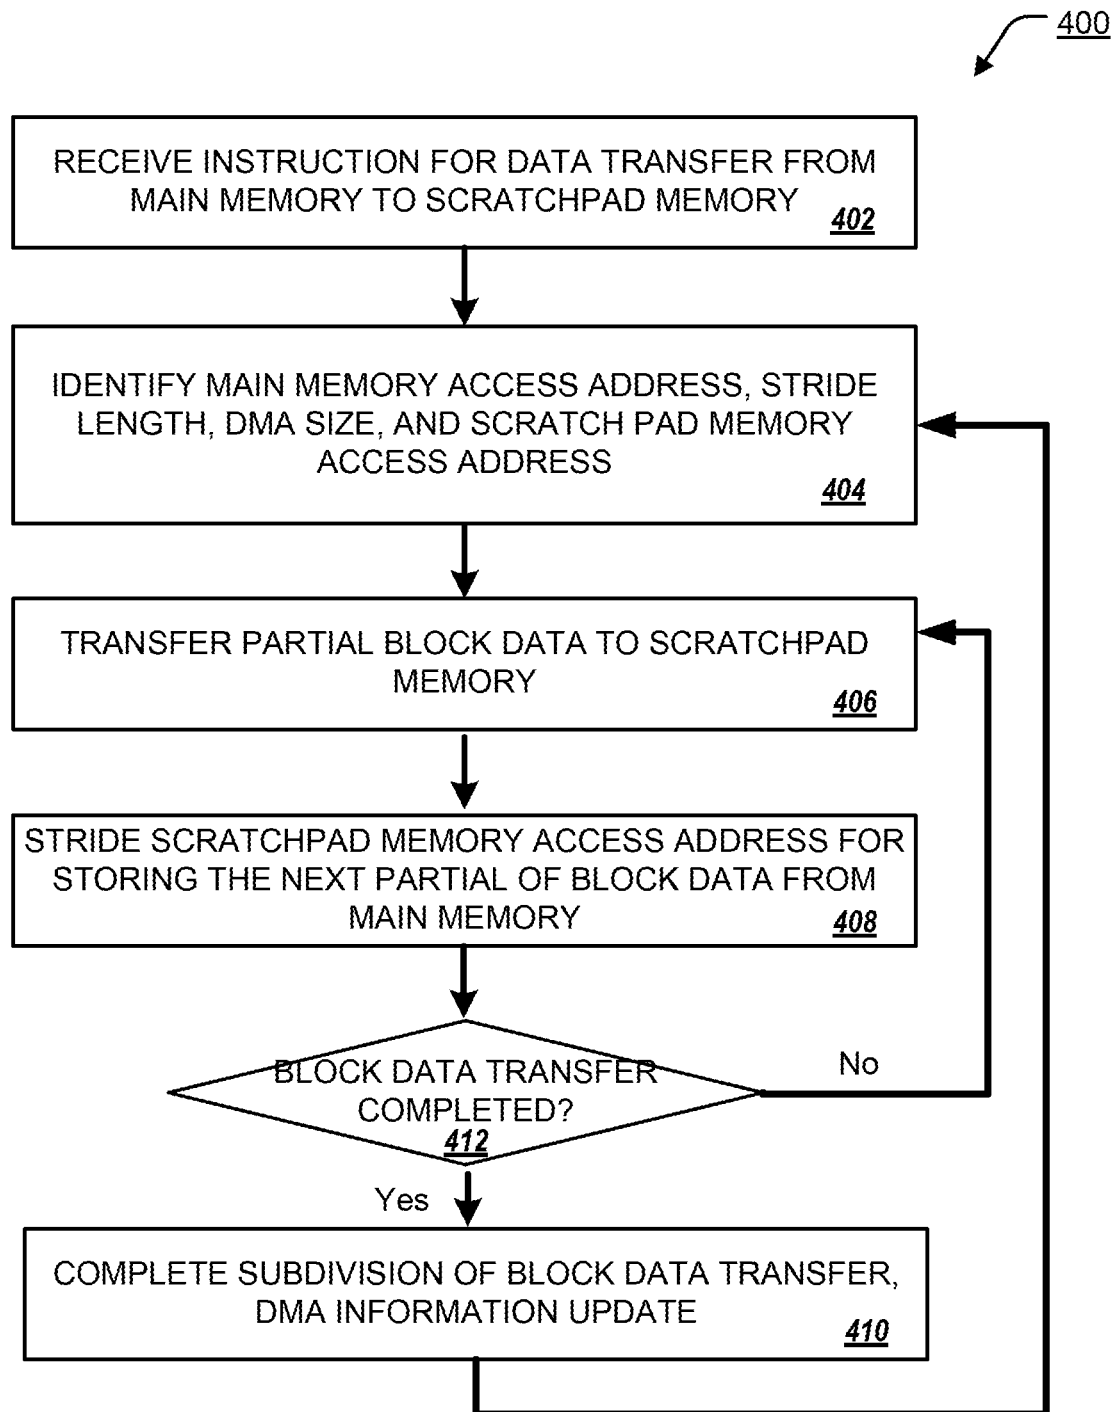 400
RECEIVE INSTRUCTION FOR DATA TRANSFER FROM
MAIN MEMORY TO SCRATCHPAD MEMORY
402
IDENTIFY MAIN MEMORY ACCESS ADDRESS, STRIDE
LENGTH, DMA SIZE, AND SCRATCH PAD MEMORY
ACCESS ADDRESS
404
TRANSFER PARTIAL BLOCK DATA TO SCRATCHPAD
MEMORY
406
STRIDE SCRATCHPAD MEMORY ACCESS ADDRESS FOR
STORING THE NEXT PARTIAL OF BLOCK DATA FROM
MAIN MEMORY
408
BLOCK DATA TRANSFER
COMPLETED?
412
No
Yes
COMPLETE SUBDIVISION OF BLOCK DATA TRANSFER,
DMA INFORMATION UPDATE
410